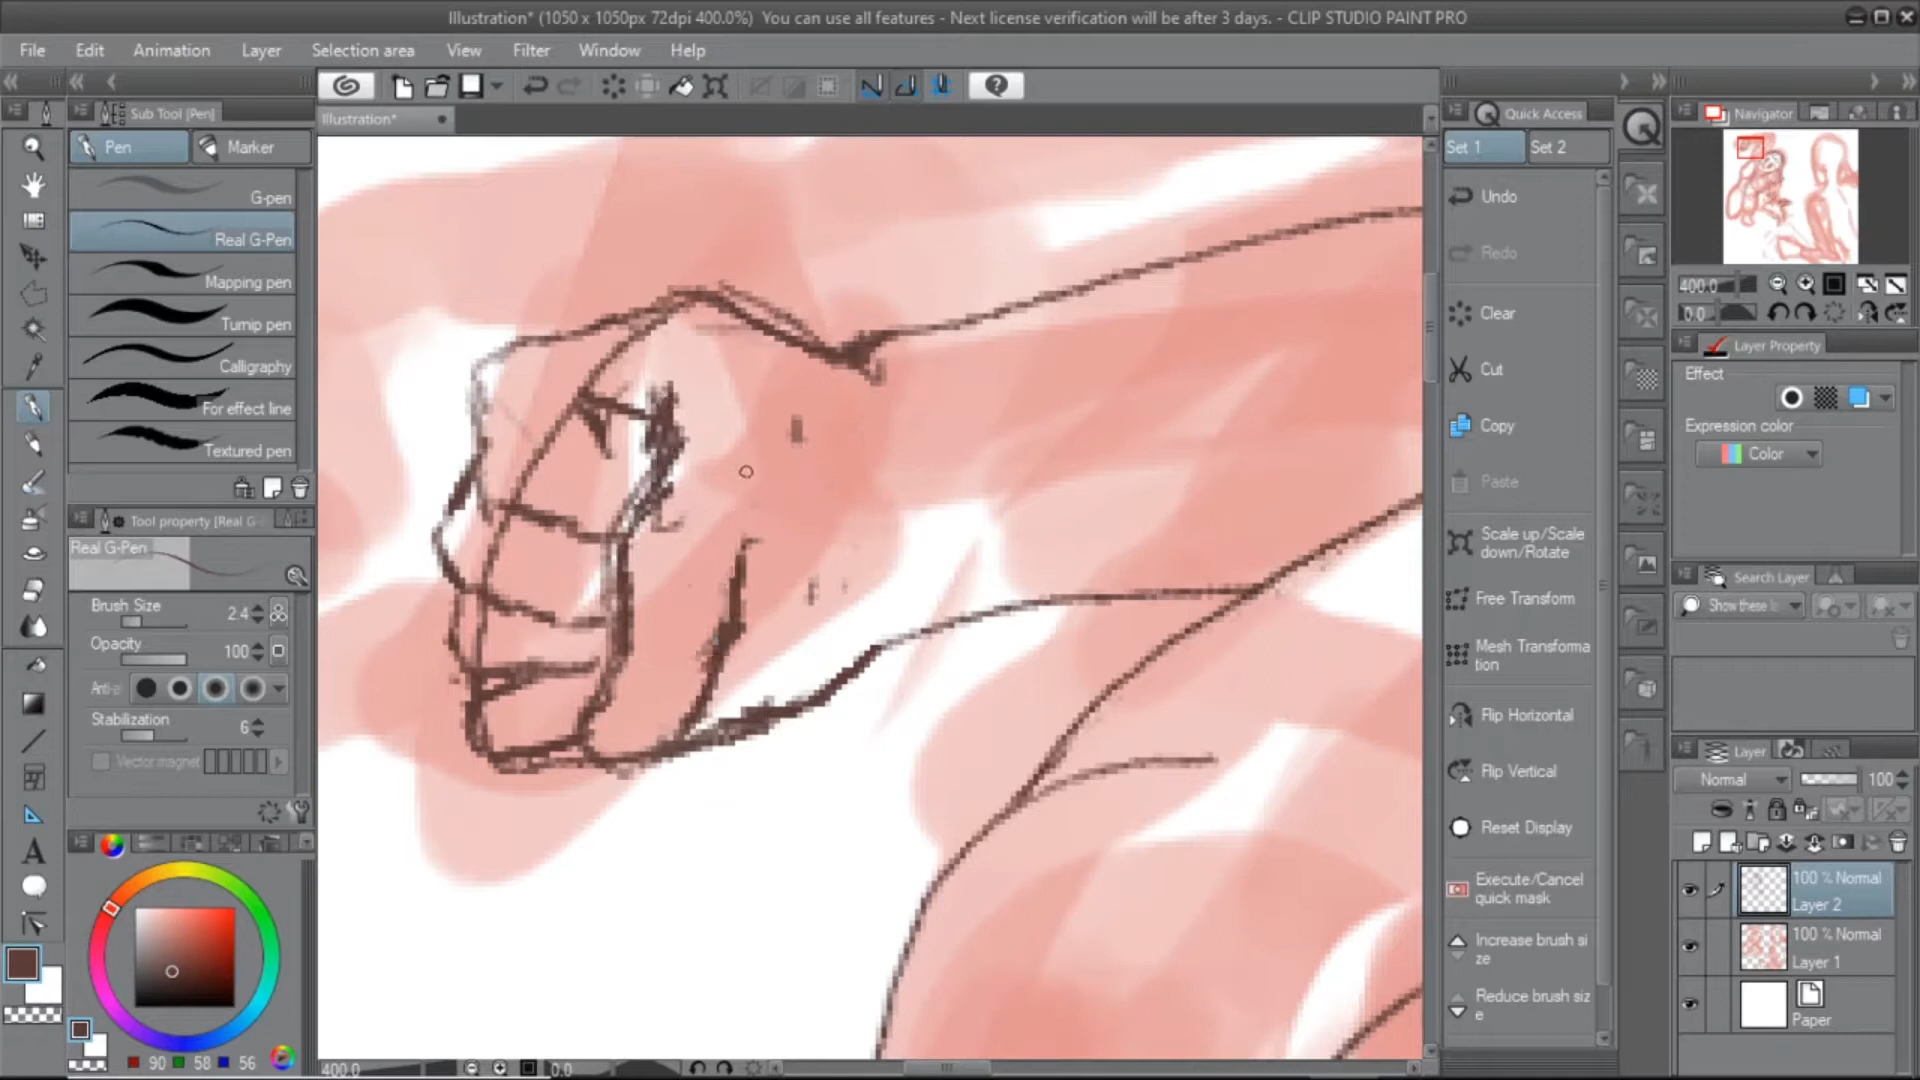 Illustration* (1050 x 1050px 72dpi 400.0%) You can use all features - Next license verification will be after 3 days. - CLIP STUDIO PAINT PRO
File Edit Animation Layer Selection area View Filter Window Help
Sub Tool [Pen]
Pen Marker
G-pen
Real G-Pen
Mapping pen
Turnip pen
Calligraphy
For effect line
Textured pen
Tool property [Real G-
Real G-Pen
Brush Size 2.4
Opacity 100
Anti-a
Stabilization 6
Vector magnet
90 58 56
Illustration*
400.0 0.0
Quick Access
Set 1 Set 2
Undo
Redo
Clear
Cut
Copy
Paste
Scale up/Scale
down/Rotate
Free Transform
Mesh Transforma
tion
Flip Horizontal
Flip Vertical
Reset Display
Execute/Cancel
quick mask
Increase brush si
ze
Reduce brush siz
e
Navigator
400.0
0.0
Layer Property
Effect
Expression color
Color
Search Layer
Show these la
Layer
Normal 100
100 % Normal
Layer 2
100 % Normal
Layer 1
Paper